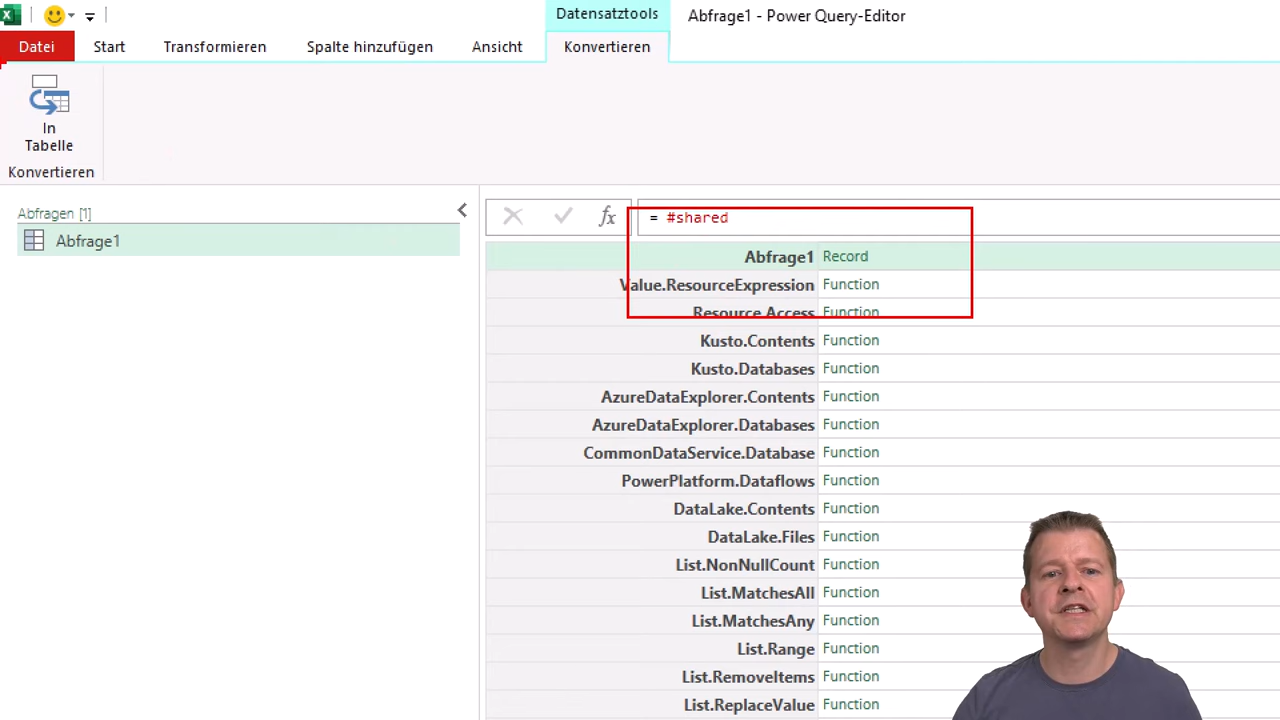 Datensatztools
Abfrage1 - Power Query-Editor
Datei Start Transformieren Spalte hinzufügen Ansicht Konvertieren
In
Tabelle
Konvertieren
Abfragen [1]
Abfrage1
fx = #shared
Abfrage1 Record
Value.ResourceExpression Function
Resource.Access Function
Kusto.Contents Function
Kusto.Databases Function
AzureDataExplorer.Contents Function
AzureDataExplorer.Databases Function
CommonDataService.Database Function
PowerPlatform.Dataflows Function
DataLake.Contents Function
DataLake.Files Function
List.NonNullCount Function
List.MatchesAll Function
List.MatchesAny Function
List.Range Function
List.RemoveItems Function
List.ReplaceValue Function